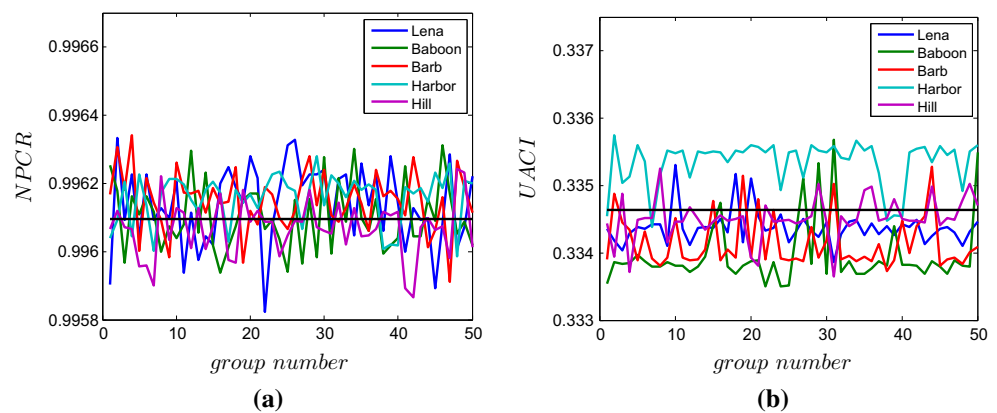 0.9966
0.9964
0.9962
0.996
0.9958
NPCR
0
10
20
30
40
50
group number
Lena
Baboon
Barb
Harbor
Hill
(a)
0.337
0.336
0.335
0.334
0.333
UACI
0
10
20
30
40
50
group number
Lena
Baboon
Barb
Harbor
Hill
(b)